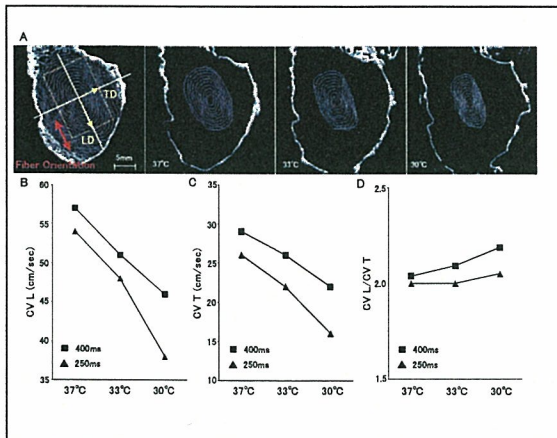 A
TD
LD
5mm
Fiber Orientation
37℃
33℃
30℃
B
CV L (cm/sec)
60
55
50
45
40
35
400ms
250ms
37℃
33℃
30℃
C
CV T (cm/sec)
35
30
25
20
15
10
400ms
250ms
37℃
33℃
30℃
D
CV L/CV T
2.5
2.0
1.5
400ms
250ms
37℃
33℃
30℃